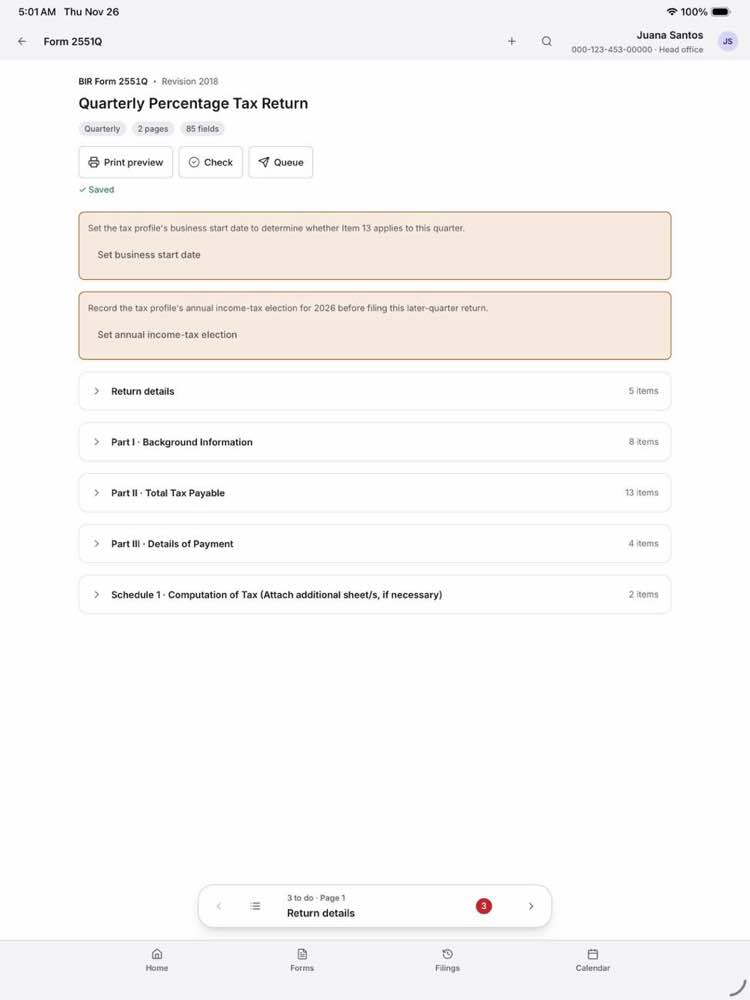 5:01 AM Thu Nov 26
100%
Form 2551Q
Juana Santos
000-123-453-00000 · Head office
JS
BIR Form 2551Q • Revision 2018
Quarterly Percentage Tax Return
Quarterly 2 pages 85 fields
Print preview Check Queue
✓ Saved
Set the tax profile's business start date to determine whether Item 13 applies to this quarter.
Set business start date
Record the tax profile's annual income-tax election for 2026 before filing this later-quarter return.
Set annual income-tax election
Return details 5 items
Part I · Background Information 8 items
Part II · Total Tax Payable 13 items
Part III · Details of Payment 4 items
Schedule 1 · Computation of Tax (Attach additional sheet/s, if necessary) 2 items
3 to do · Page 1
Return details
3
Home Forms Filings Calendar